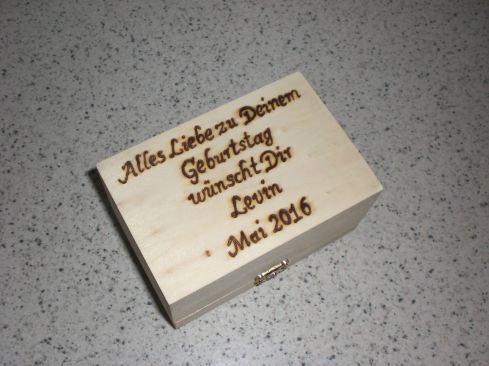 Alles Liebe zu Deinem
Geburtstag
wünscht Dir
Levin
Mai 2016